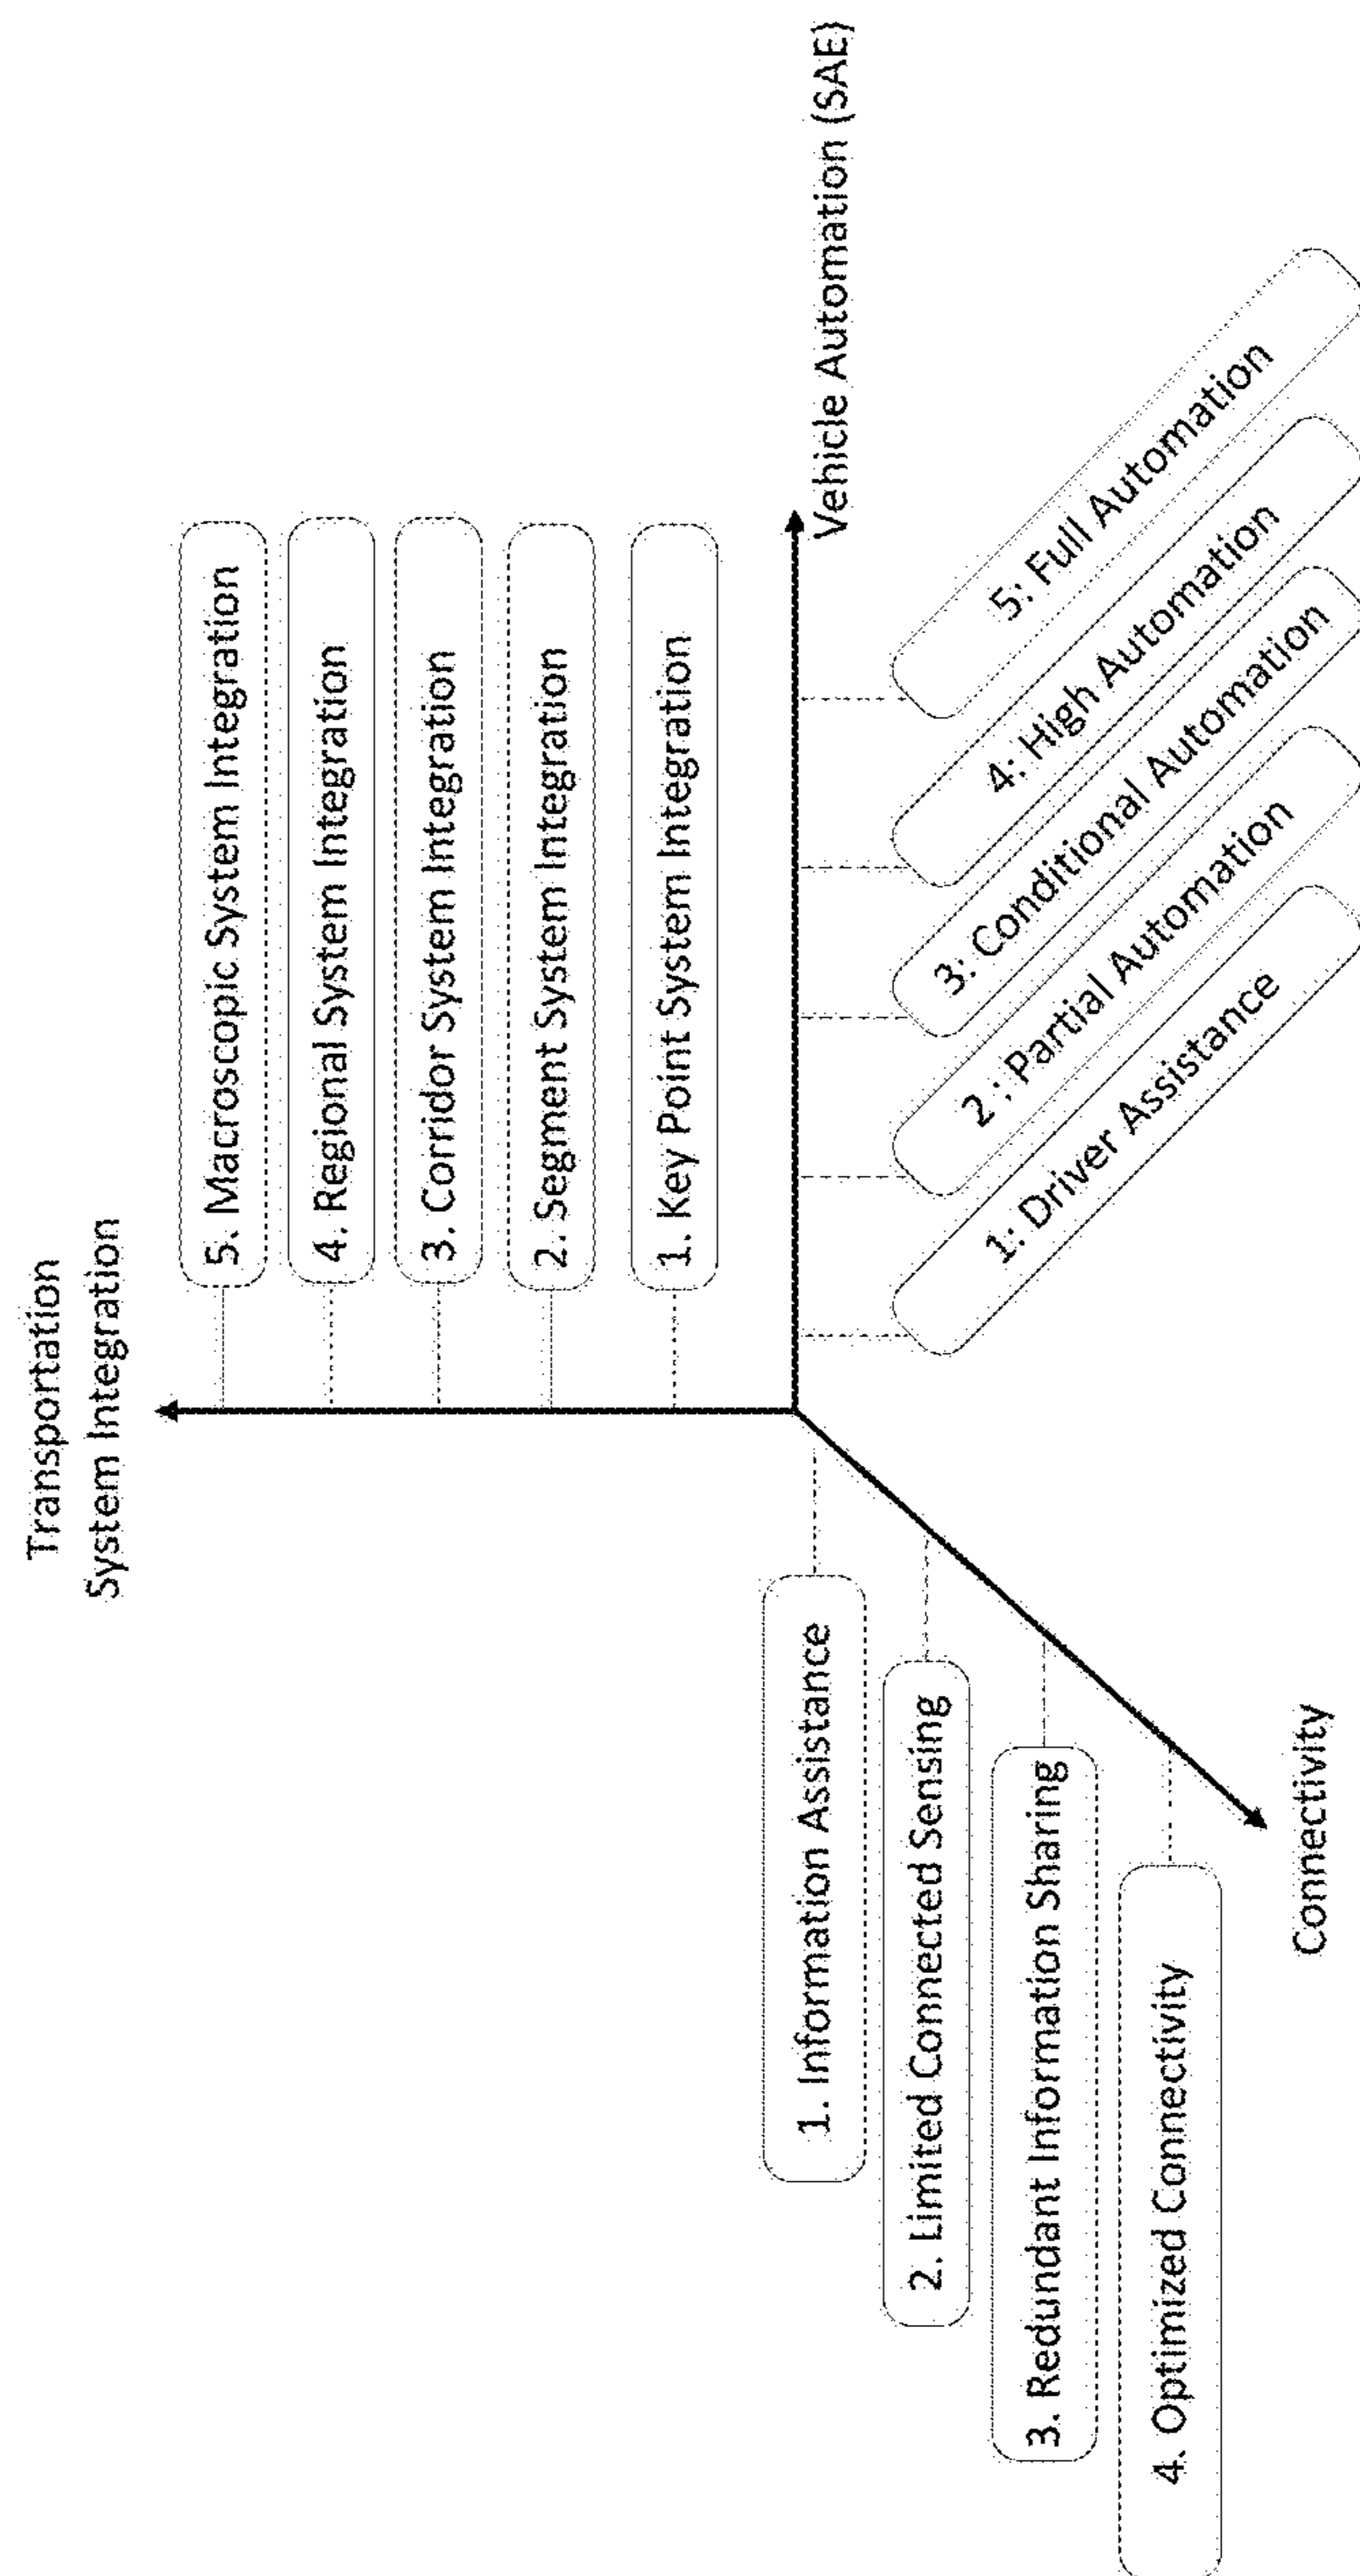 Transportation
System Integration
5. Macroscopic System Integration
4. Regional System Integration
3. Corridor System Integration
2. Segment System Integration
1. Key Point System Integration
Vehicle Automation (SAE)
1: Driver Assistance
2 : Partial Automation
3: Conditional Automation
4: High Automation
5: Full Automation
1. Information Assistance
2. Limited Connected Sensing
3. Redundant Information Sharing
4. Optimized Connectivity
Connectivity